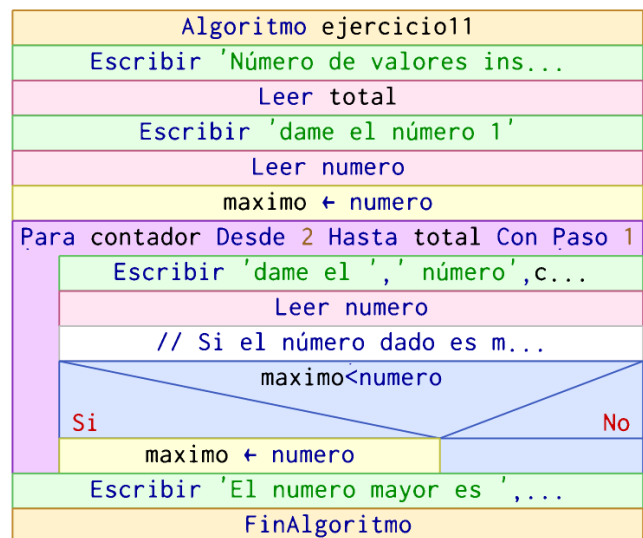 Algoritmo ejercicio11
Escribir 'Número de valores ins...
Leer total
Escribir 'dame el número 1'
Leer numero
maximo ← numero
Para contador Desde 2 Hasta total Con Paso 1
Escribir 'dame el ',' número',c...
Leer numero
// Si el número dado es m...
maximo<numero
Si
No
maximo ← numero
Escribir 'El numero mayor es ',...
FinAlgoritmo